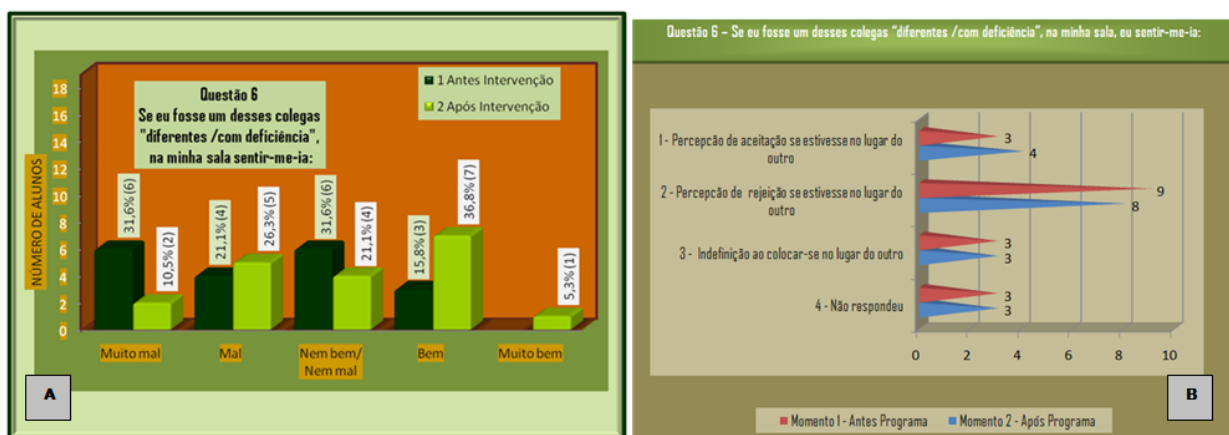 Questão 6
Se eu fosse um desses colegas
"diferentes /com deficiência",
na minha sala sentir-me-ia:
1 Antes Intervenção
2 Após Intervenção
NÚMERO DE ALUNOS
18
16
14
12
10
8
6
4
2
0
31,6% (6)
10,5% (2)
21,1% (4)
26,3% (5)
31,6% (6)
21,1% (4)
15,8% (3)
36,8% (7)
5,3% (1)
Muito mal
Mal
Nem bem/
Nem mal
Bem
Muito bem
A
Questão 6 – Se eu fosse um desses colegas "diferentes /com deficiência", na minha sala, eu sentir-me-ia:
1 - Percepção de aceitação se estivesse no lugar do
outro
3
4
2 - Percepção de rejeição se estivesse no lugar do
outro
9
8
3 - Indefinição ao colocar-se no lugar do outro
3
3
4 - Não respondeu
3
3
0 2 4 6 8 10
Momento 1 - Antes Programa Momento 2 - Após Programa
B